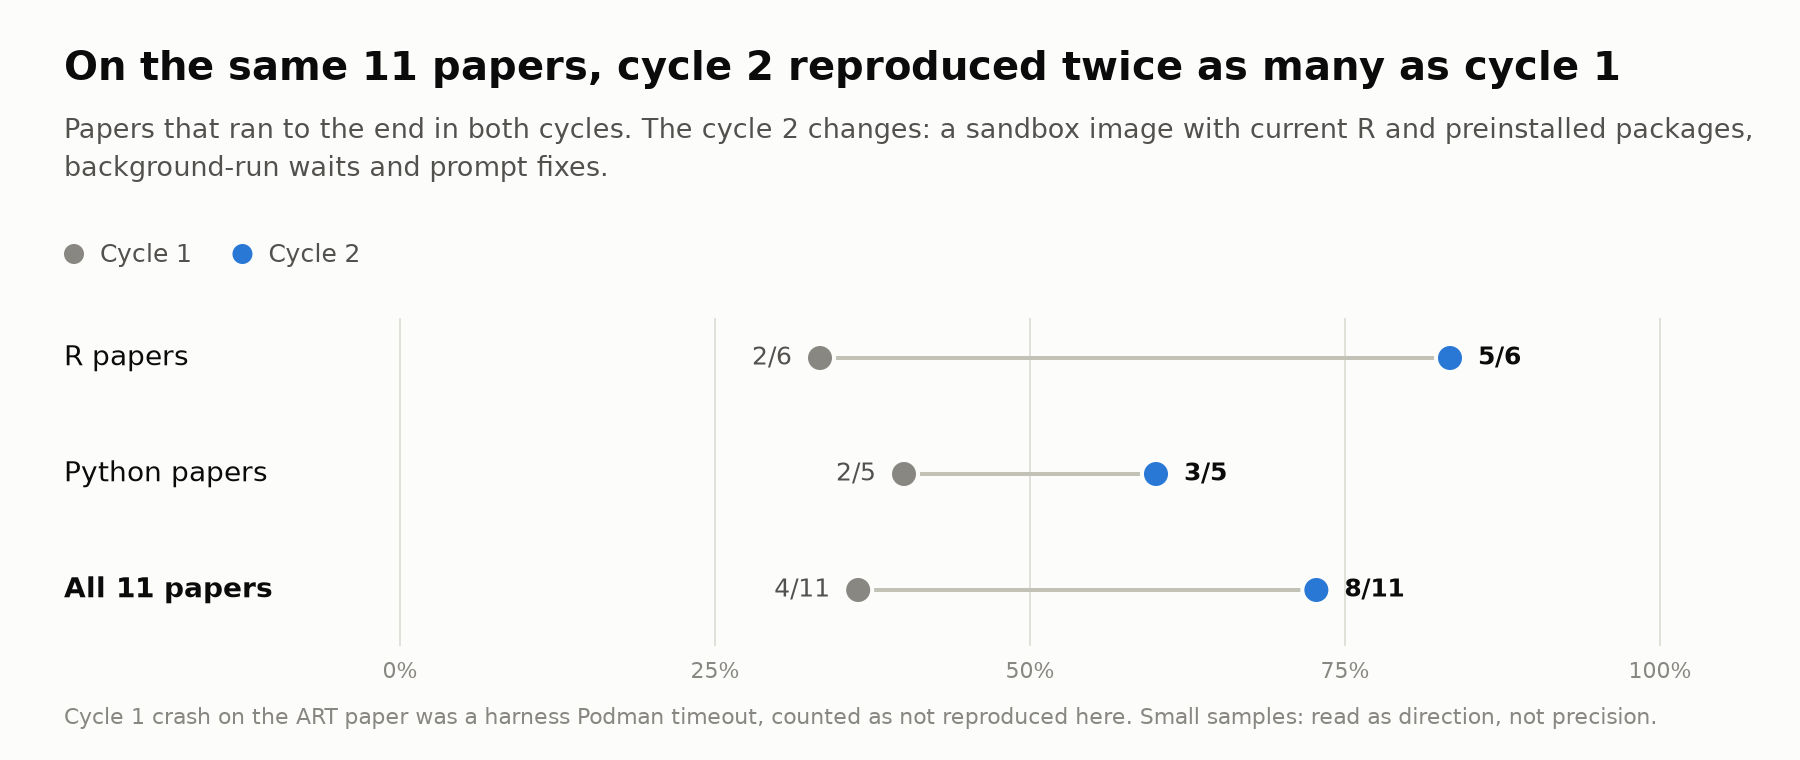 On the same 11 papers, cycle 2 reproduced twice as many as cycle 1
Papers that ran to the end in both cycles. The cycle 2 changes: a sandbox image with current R and preinstalled packages,
background-run waits and prompt fixes.
Cycle 1 Cycle 2
R papers 2/6 5/6
Python papers 2/5 3/5
All 11 papers 4/11 8/11
0% 25% 50% 75% 100%
Cycle 1 crash on the ART paper was a harness Podman timeout, counted as not reproduced here. Small samples: read as direction, not precision.